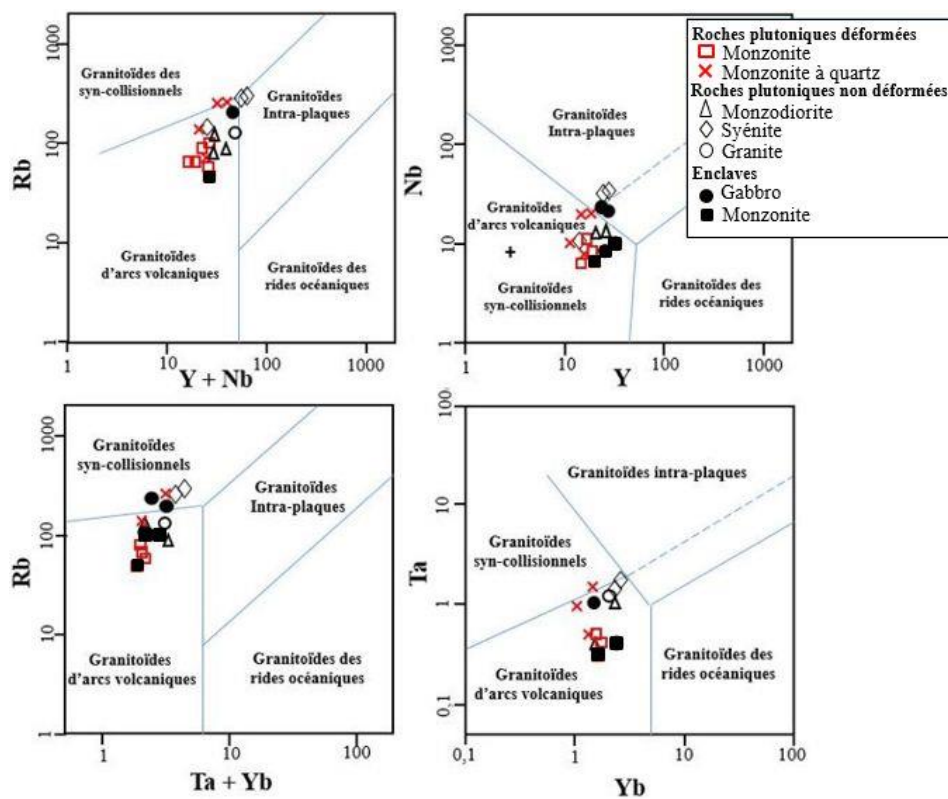 1000
100
10
1
Rb
Granitoïdes des
syn-collisionnels
Granitoïdes
Intra-plaques
Granitoïdes
d'arcs volcaniques
Granitoïdes des
rides océaniques
1
10
100
1000
Y + Nb
1000
100
10
1
Nb
Granitoïdes
Intra-plaques
Granitoïdes
d'arcs volcaniques
+
Granitoïdes
syn-collisionnels
Granitoïdes des
rides océaniques
1
10
100
1000
Y
Roches plutoniques déformées
Monzonite
Monzonite à quartz
Roches plutoniques non déformées
Monzodiorite
Syénite
Granite
Enclaves
Gabbro
Monzonite
1000
100
10
1
Rb
Granitoïdes
syn-collisionnels
Granitoïdes
Intra-plaques
Granitoïdes
d'arcs volcaniques
Granitoïdes des
rides océaniques
1
10
100
Ta + Yb
100
10
1
0,1
Ta
Granitoïdes intra-plaques
Granitoïdes
syn-collisionnels
Granitoïdes
d'arcs volcaniques
Granitoïdes des
rides océaniques
0,1
1
10
100
Yb